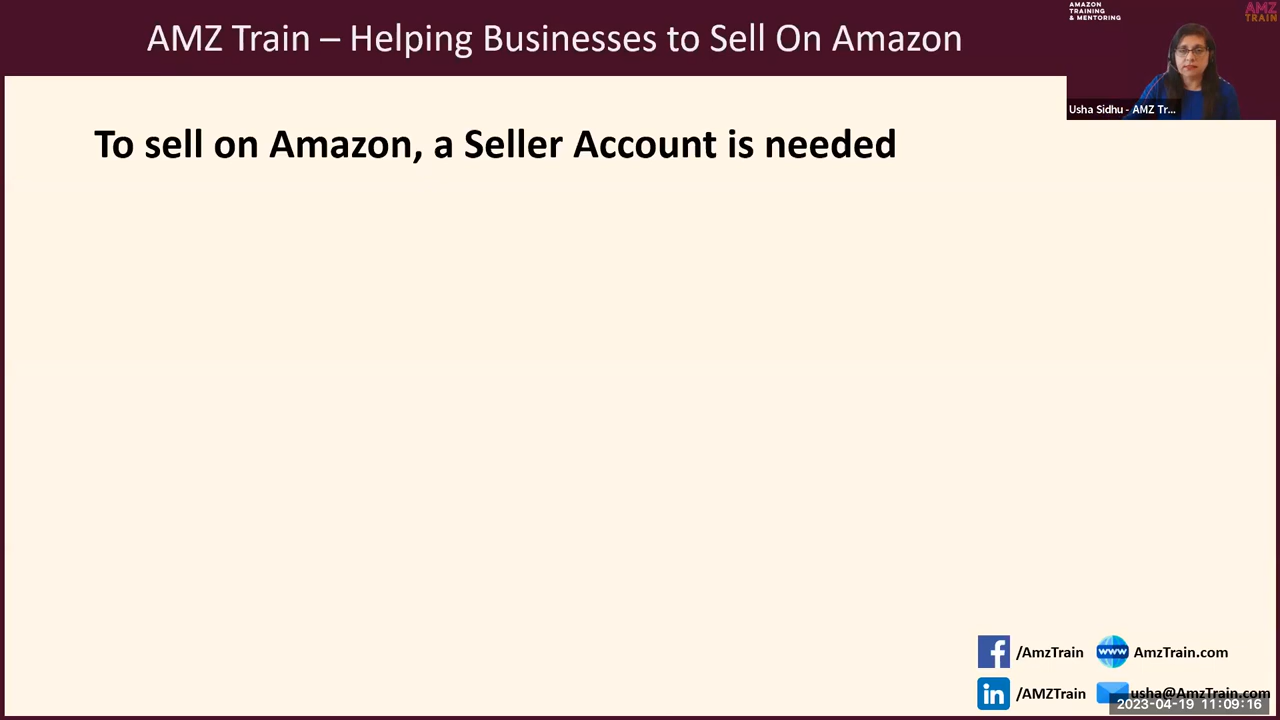 AMZ Train – Helping Businesses to Sell On Amazon
AMAZON
TRAINING
& MENTORING
AMZ
TRAIN
Usha Sidhu - AMZ Tr...
To sell on Amazon, a Seller Account is needed
/AmzTrain
www
AmzTrain.com
in
/AMZTrain
usha@AmzTrain.com
2023-04-19 11:09:16